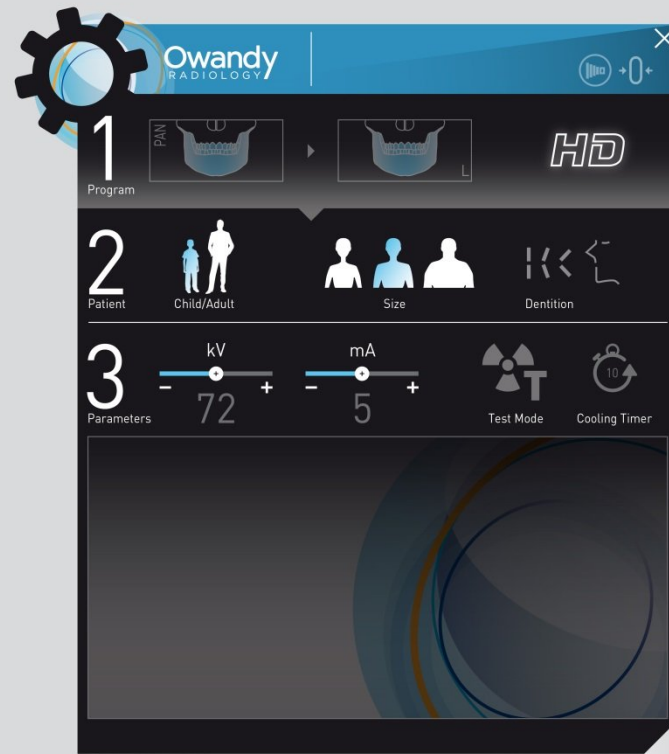 Owandy
RADIOLOGY
1
PAN
L
HD
Program
2
Patient
Child/Adult
Size
Dentition
3
Parameters
kV
mA
- +
- +
72
5
T
10
Test Mode
Cooling Timer